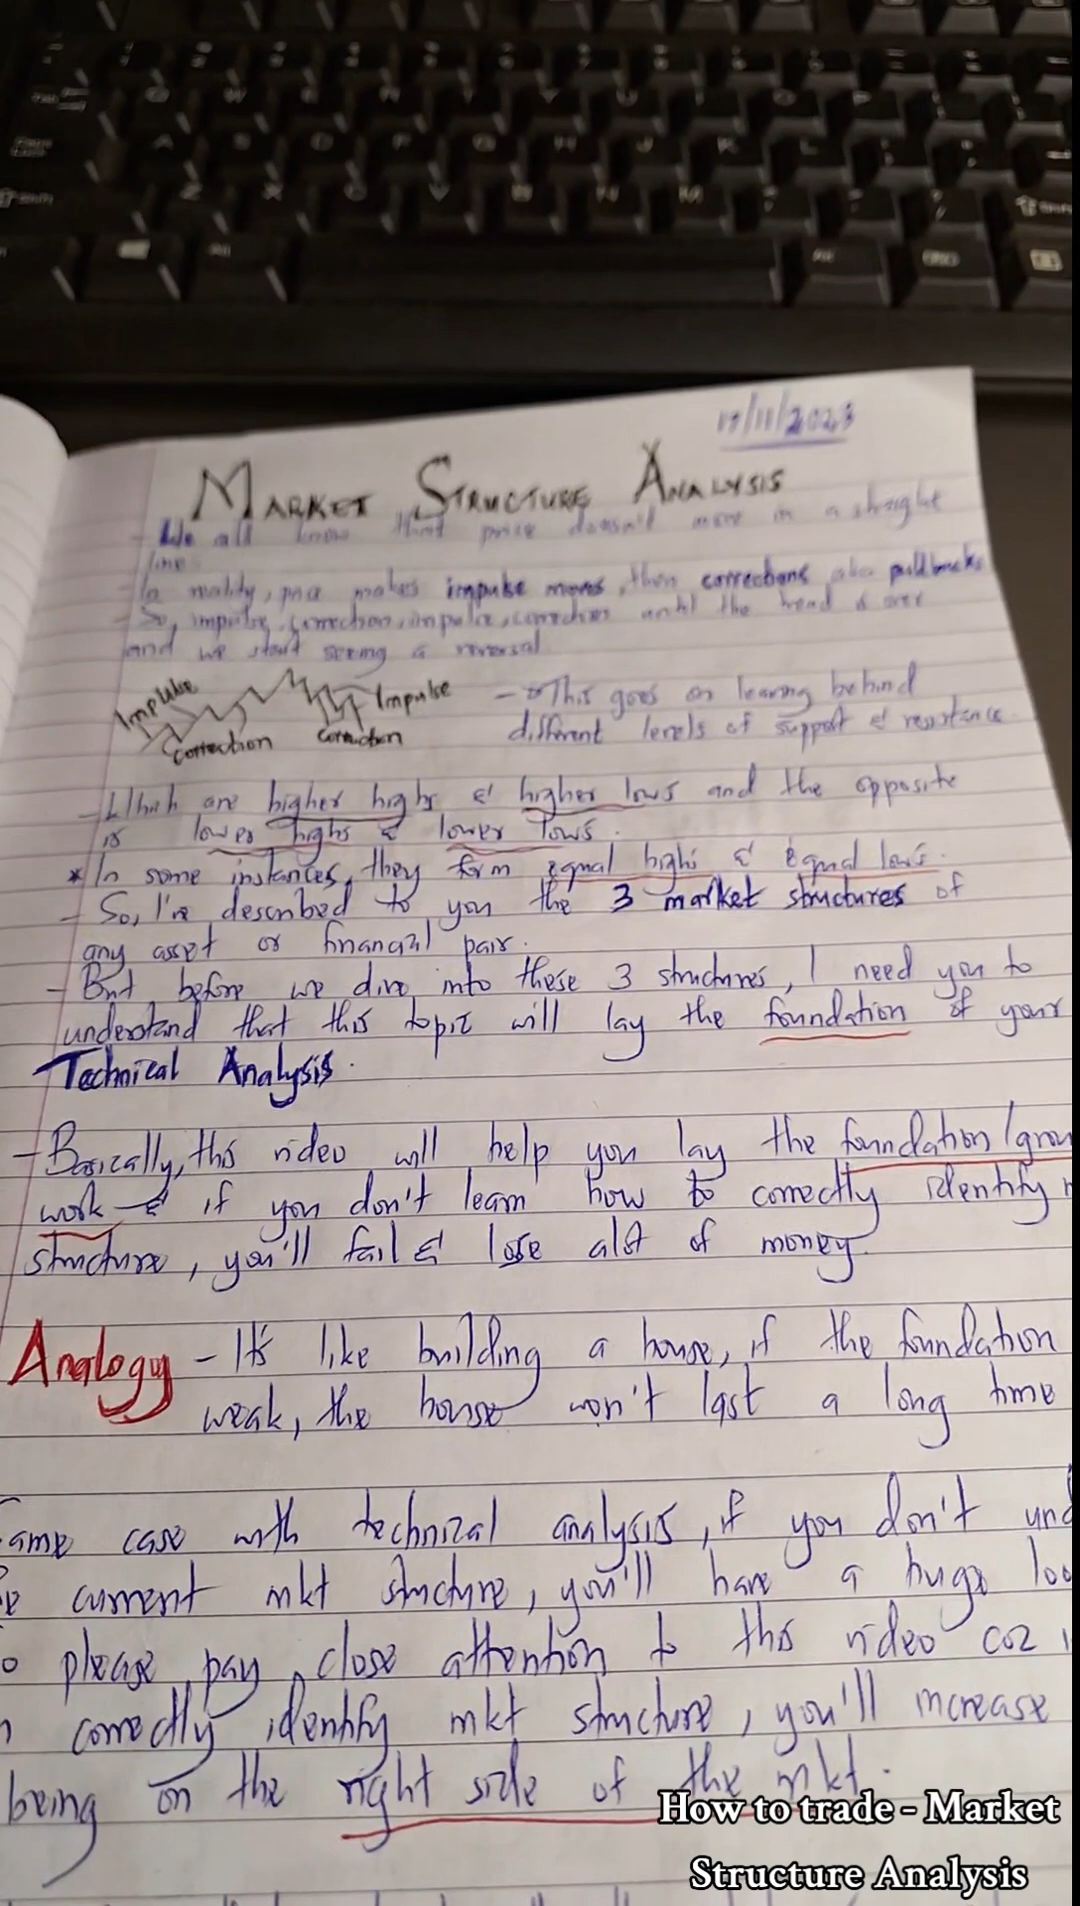 17/11/2023
MARKET STRUCTURE ANALYSIS
- We all know that price doesn't move in a straight
line
In reality, price makes impulse moves, then corrections aka pullbacks
- So, impulse, correction, impulse, correction until the trend is over
and we start seeing a reversal.
Impulse
Correction
Impulse
Correction
- This goes on leaving behind
different levels of support & resistance
- Which are higher highs & higher lows and the opposite
is lower highs & lower lows.
* In some instances, they form equal highs & equal lows.
- So, I've described to you the 3 market structures of
any asset or financial pair.
- But before we dive into these 3 structures, I need you to
understand that this topic will lay the foundation of your
Technical Analysis.
- Basically, this video will help you lay the foundation/
work & if you don't learn how to correctly identify
structure, you'll fail & lose alot of money.
Analogy - It's like building a house, if the foundation
weak, the house won't last a long time
case with technical analysis, if you don't
current mkt structure, you'll have a huge
please pay close attention to this video coz
correctly identify mkt structure, you'll increase
being on the right side of the mkt.
How to trade - Market
Structure Analysis